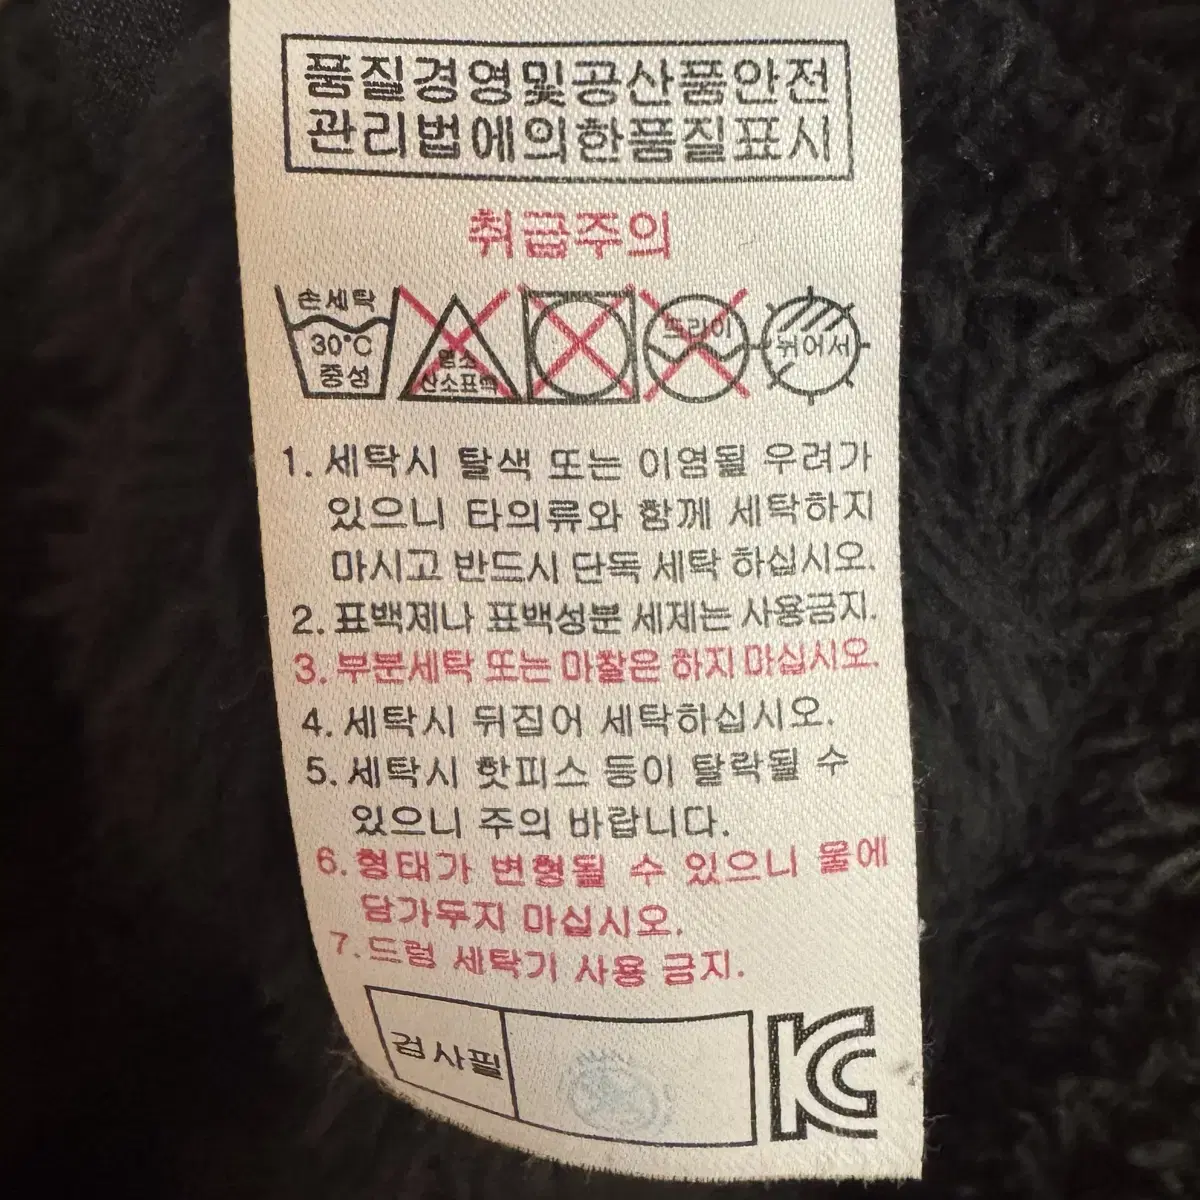 품질경영및공산품안전
관리법에의한품질표시
취급주의
손세탁
30℃
중성
염소
산소표백
드라이
뉘어서
1. 세탁시 탈색 또는 이염될 우려가
있으니 타의류와 함께 세탁하지
마시고 반드시 단독 세탁 하십시오.
2. 표백제나 표백성분 세제는 사용금지.
3. 부분세탁 또는 마찰은 하지 마십시오.
4. 세탁시 뒤집어 세탁하십시오.
5. 세탁시 핫피스 등이 탈락될 수
있으니 주의 바랍니다.
6. 형태가 변형될 수 있으니 물에
담가두지 마십시오.
7. 드럼 세탁기 사용 금지.
검사필
KC